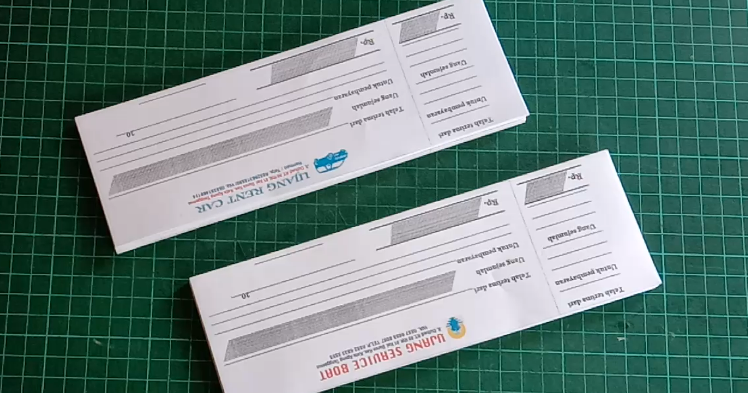 UJANG RENT CAR
Telah terima dari
Uang sejumlah
Untuk pembayaran
Rp.
20
Telah terima dari
Untuk pembayaran
Uang sejumlah
Rp.
UJANG SERVICE BOAT
Telah terima dari
Uang sejumlah
Untuk pembayaran
Rp.
20
Telah terima dari
Untuk pembayaran
Uang sejumlah
Rp.